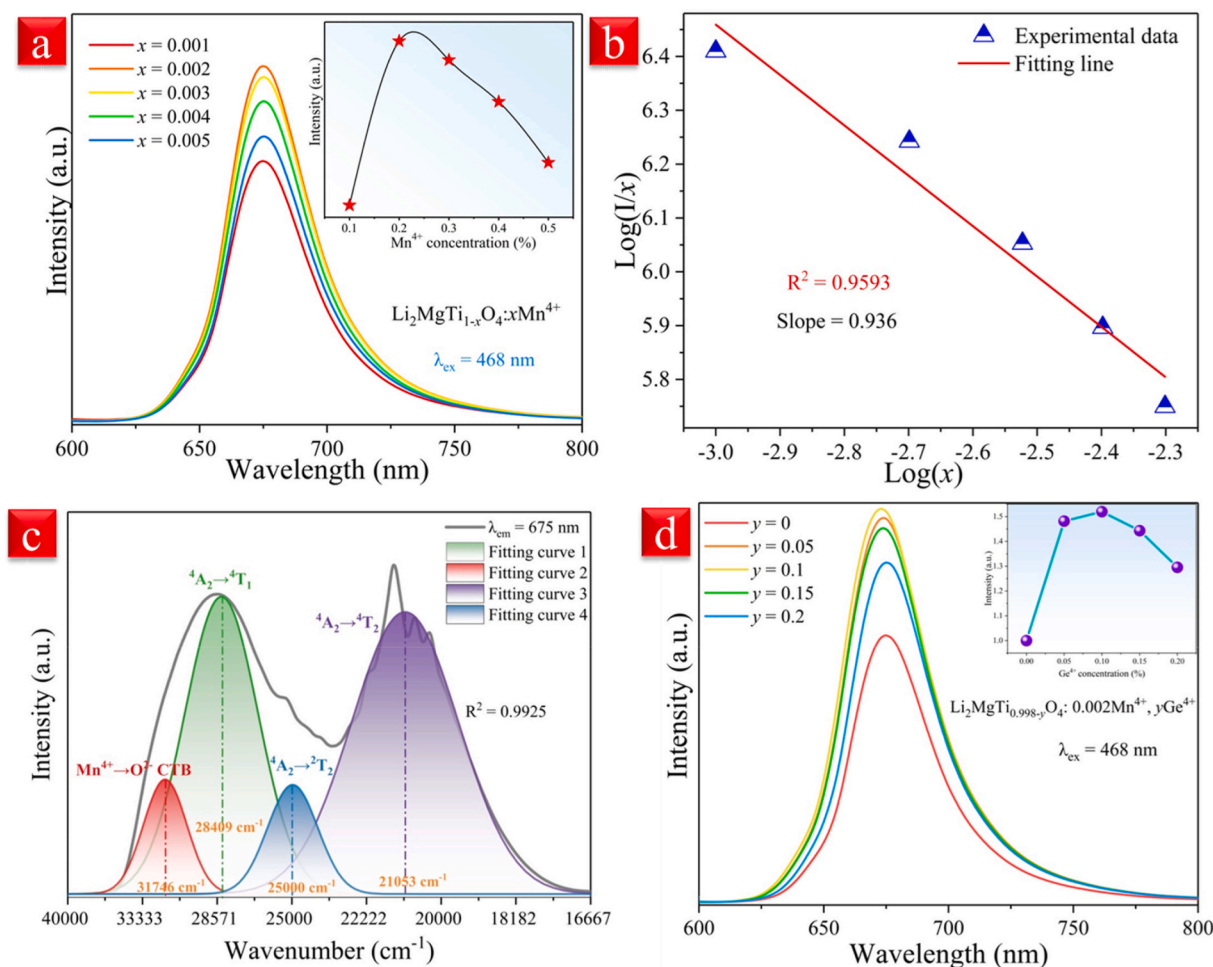 a
x = 0.001
x = 0.002
x = 0.003
x = 0.004
x = 0.005
Intensity (a.u.)
0.1 0.2 0.3 0.4 0.5
Mn⁴⁺ concentration (%)
Li₂MgTi₁₋ₓO₄:xMn⁴⁺
λₑₓ = 468 nm
Intensity (a.u.)
600 650 700 750 800
Wavelength (nm)
b
Experimental data
Fitting line
6.4
6.3
6.2
6.1
6.0
5.9
5.8
Log(I/x)
R² = 0.9593
Slope = 0.936
-3.0 -2.9 -2.8 -2.7 -2.6 -2.5 -2.4 -2.3
Log(x)
c
λₑₘ = 675 nm
Fitting curve 1
Fitting curve 2
Fitting curve 3
Fitting curve 4
⁴A₂→⁴T₁
⁴A₂→⁴T₂
R² = 0.9925
Mn⁴⁺→O²⁻ CTB
⁴A₂→²T₂
28409 cm⁻¹
31746 cm⁻¹
25000 cm⁻¹
21053 cm⁻¹
Intensity (a.u.)
40000 33333 28571 25000 22222 20000 18182 16667
Wavenumber (cm⁻¹)
d
y = 0
y = 0.05
y = 0.1
y = 0.15
y = 0.2
1.5
1.4
1.3
1.2
1.1
1.0
Intensity (a.u.)
0.00 0.05 0.10 0.15 0.20
Ge⁴⁺ concentration (%)
Li₂MgTi₀.₉₉₈₋yO₄: 0.002Mn⁴⁺, yGe⁴⁺
λₑₓ = 468 nm
Intensity (a.u.)
600 650 700 750 800
Wavelength (nm)